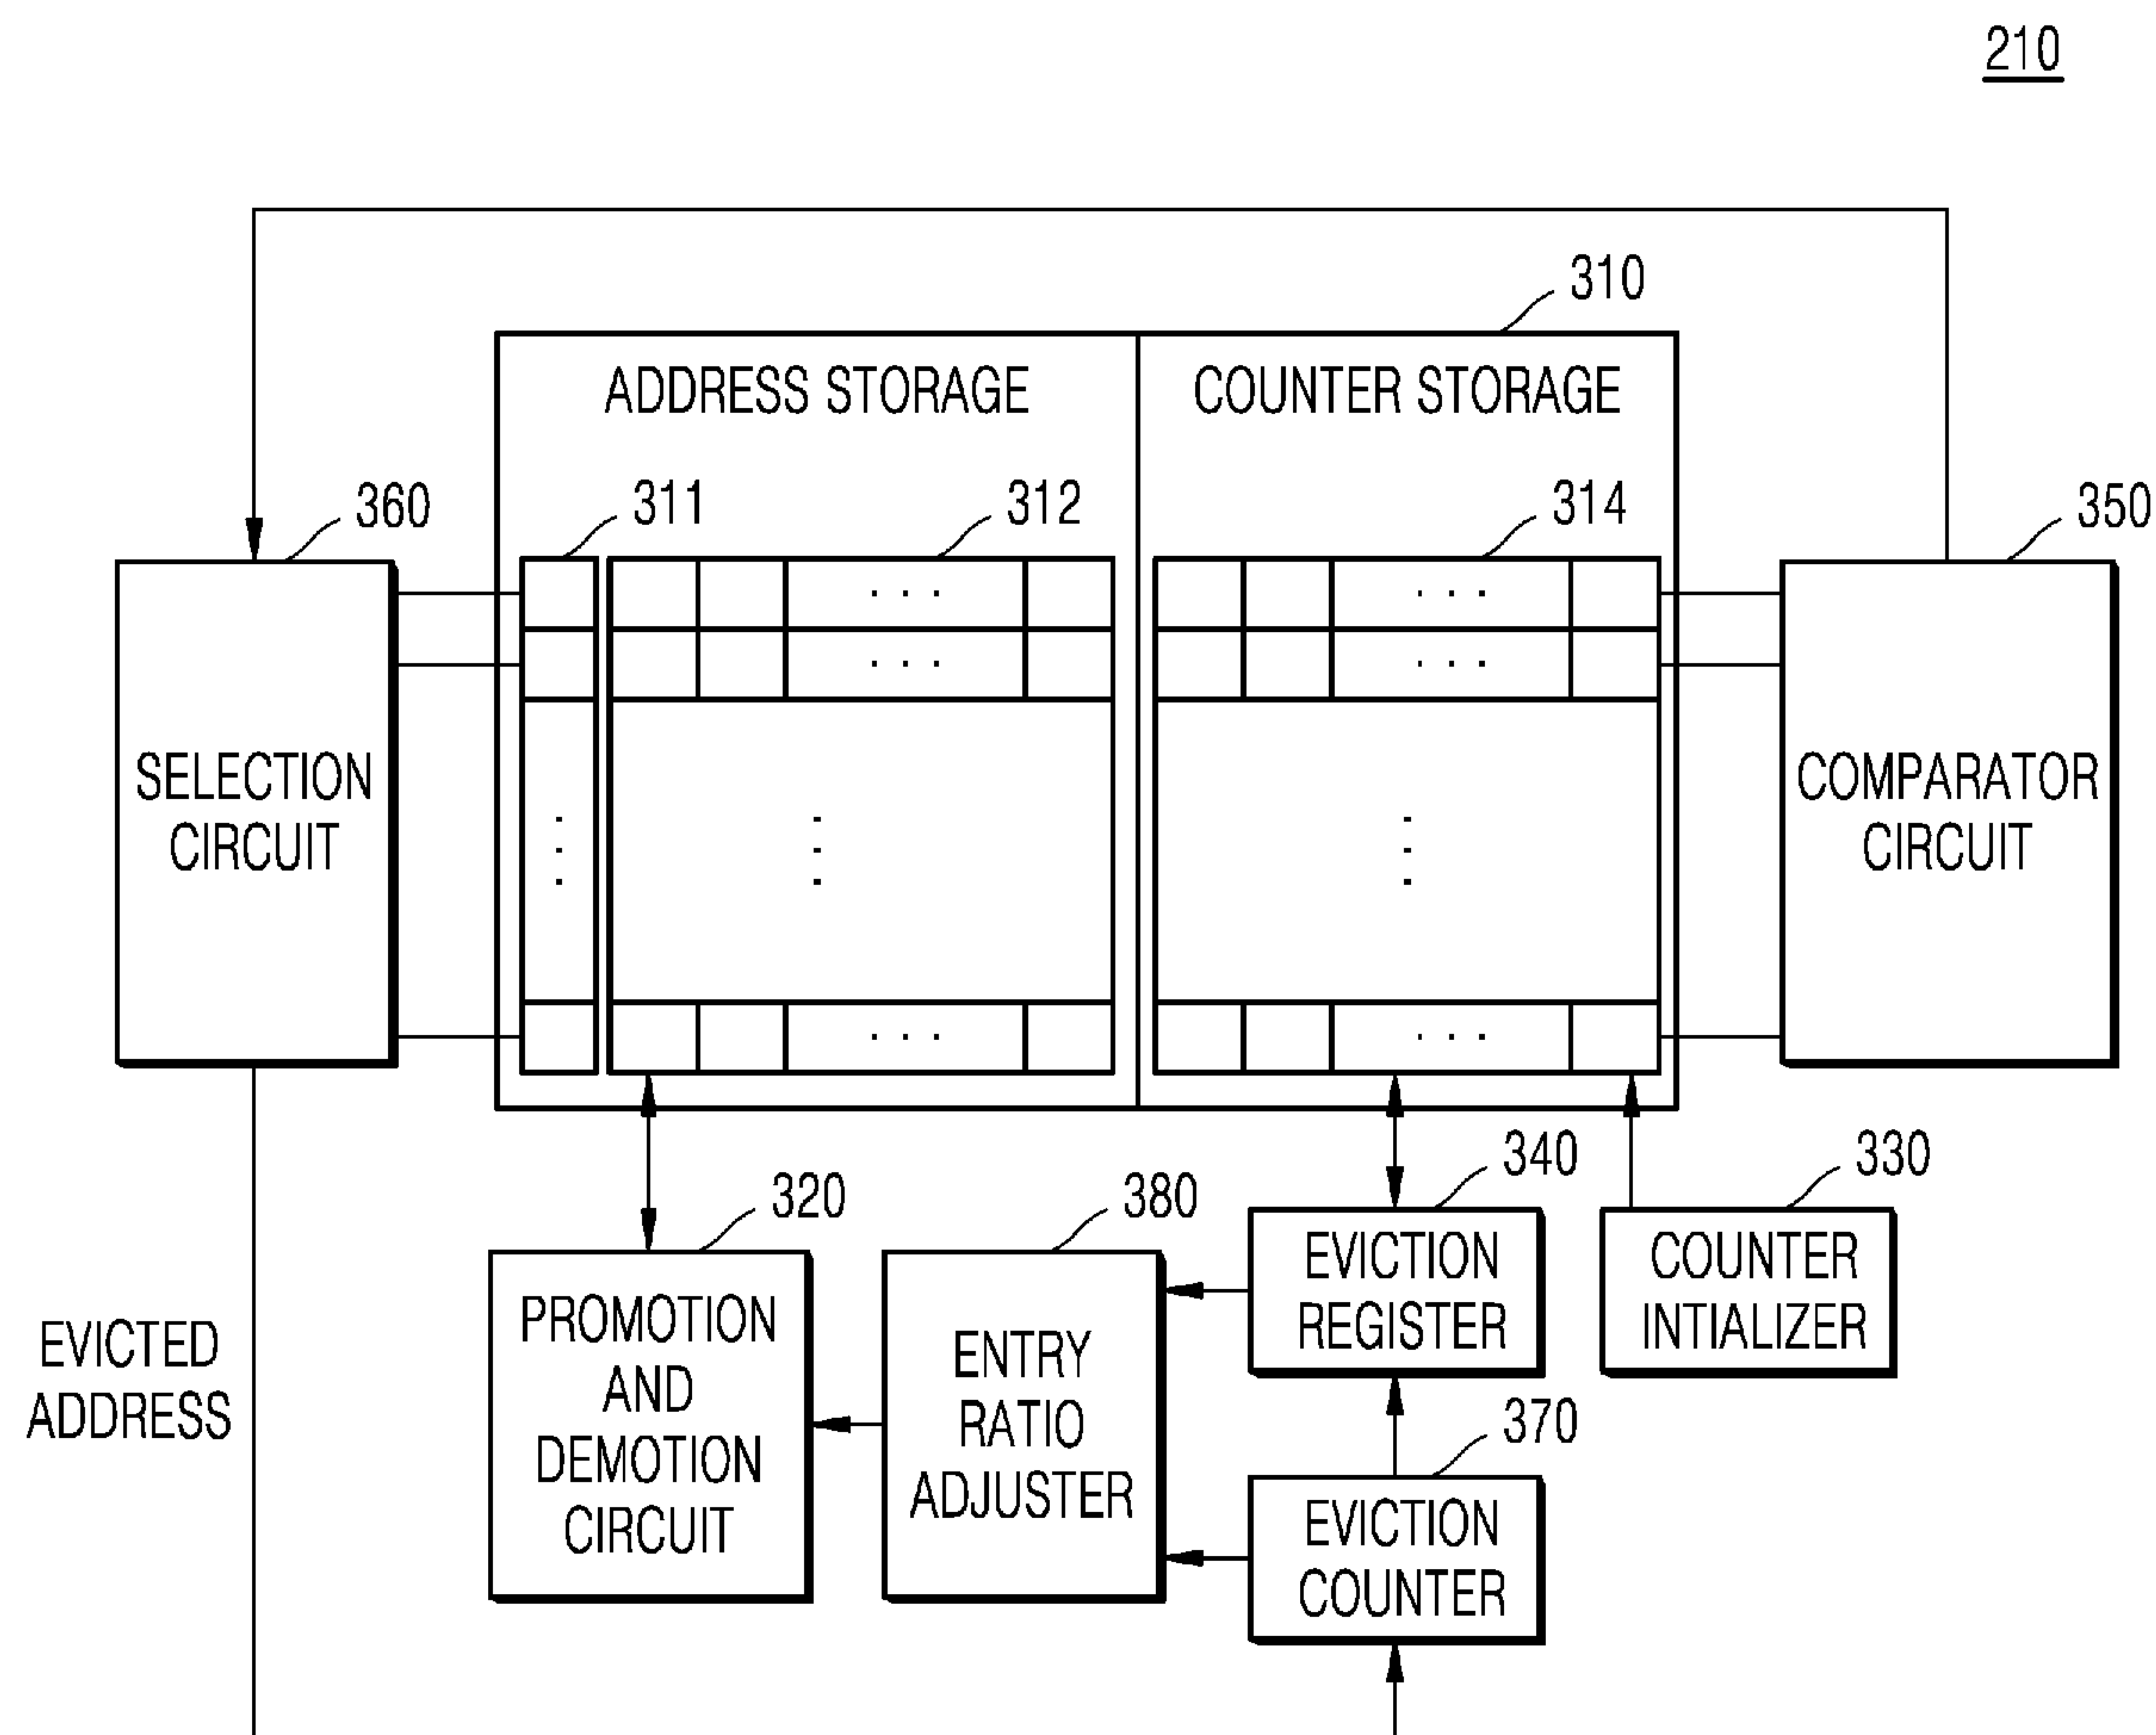 210
310
ADDRESS STORAGE
COUNTER STORAGE
360
311
312
314
350
SELECTION
CIRCUIT
COMPARATOR
CIRCUIT
340
330
320
380
EVICTION
REGISTER
COUNTER
INTIALIZER
PROMOTION
AND
DEMOTION
CIRCUIT
ENTRY
RATIO
ADJUSTER
EVICTED
ADDRESS
370
EVICTION
COUNTER